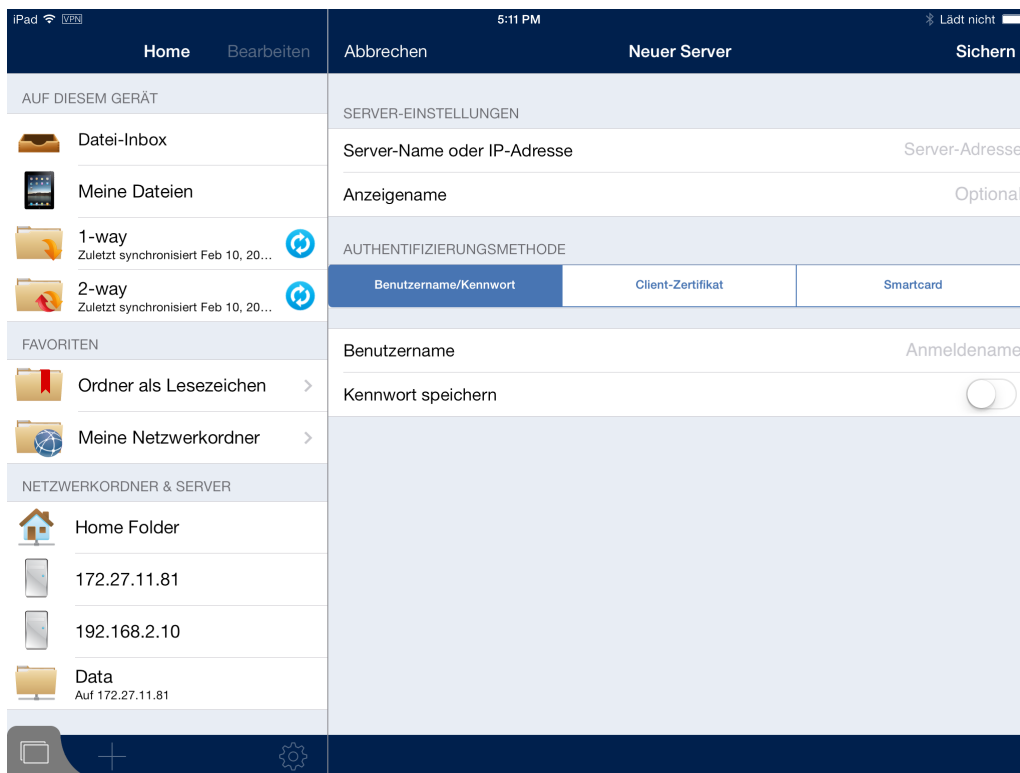 iPad VPN 5:11 PM Lädt nicht
Home Bearbeiten
Abbrechen Neuer Server Sichern
AUF DIESEM GERÄT
Datei-Inbox
Meine Dateien
1-way
Zuletzt synchronisiert Feb 10, 20...
2-way
Zuletzt synchronisiert Feb 10, 20...
FAVORITEN
Ordner als Lesezeichen
Meine Netzwerkordner
NETZWERKORDNER & SERVER
Home Folder
172.27.11.81
192.168.2.10
Data
Auf 172.27.11.81
SERVER-EINSTELLUNGEN
Server-Name oder IP-Adresse Server-Adresse
Anzeigename Optional
AUTHENTIFIZIERUNGSMETHODE
Benutzername/Kennwort Client-Zertifikat Smartcard
Benutzername Anmeldename
Kennwort speichern